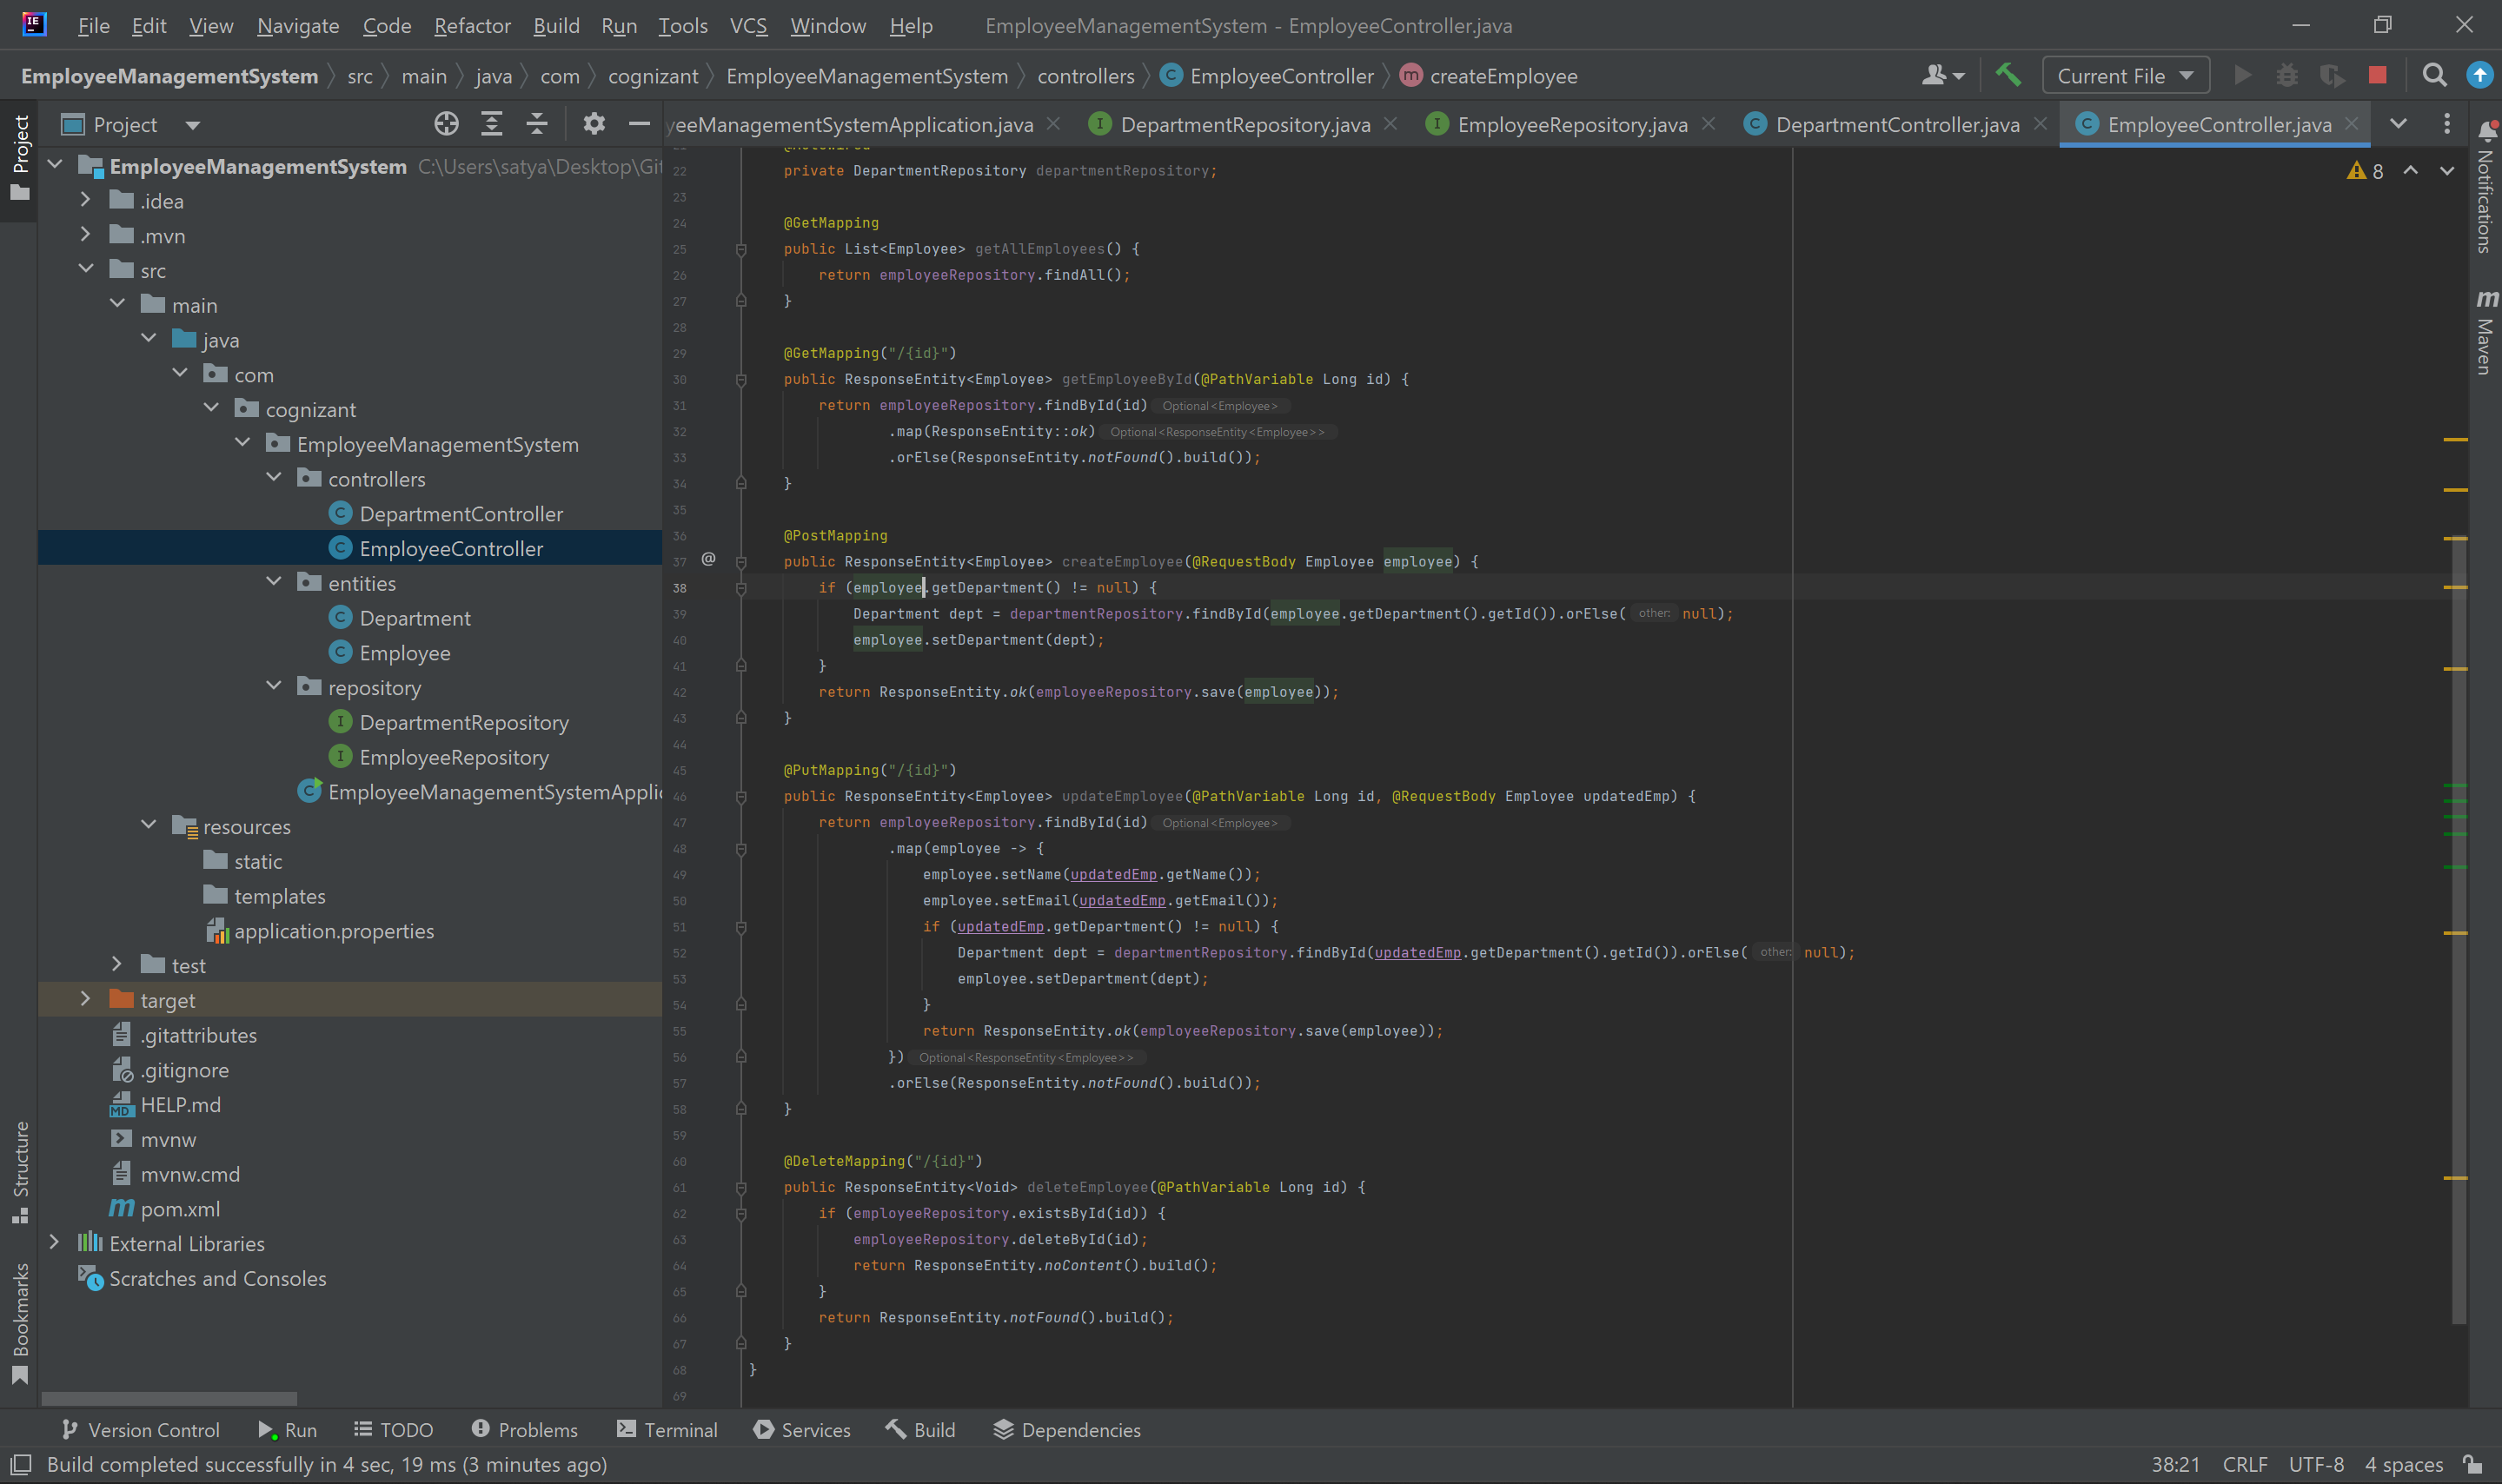 File Edit View Navigate Code Refactor Build Run Tools VCS Window Help EmployeeManagementSystem - EmployeeController.java
EmployeeManagementSystem src main java com cognizant EmployeeManagementSystem controllers EmployeeController createEmployee Current File
Project
yeeManagementSystemApplication.java DepartmentRepository.java EmployeeRepository.java DepartmentController.java EmployeeController.java
Project
Structure
Bookmarks
EmployeeManagementSystem C:\Users\satya\Desktop\Git
.idea
.mvn
src
main
java
com
cognizant
EmployeeManagementSystem
controllers
DepartmentController
EmployeeController
entities
Department
Employee
repository
DepartmentRepository
EmployeeRepository
EmployeeManagementSystemApplic
resources
static
templates
application.properties
test
target
.gitattributes
.gitignore
HELP.md
mvnw
mvnw.cmd
pom.xml
External Libraries
Scratches and Consoles
8
22 private DepartmentRepository departmentRepository;
23
24 @GetMapping
25 public List<Employee> getAllEmployees() {
26 return employeeRepository.findAll();
27 }
28
29 @GetMapping("/{id}")
30 public ResponseEntity<Employee> getEmployeeById(@PathVariable Long id) {
31 return employeeRepository.findById(id) Optional<Employee>
32 .map(ResponseEntity::ok) Optional<ResponseEntity<Employee>>
33 .orElse(ResponseEntity.notFound().build());
34 }
35
36 @PostMapping
37 @ public ResponseEntity<Employee> createEmployee(@RequestBody Employee employee) {
38 if (employee.getDepartment() != null) {
39 Department dept = departmentRepository.findById(employee.getDepartment().getId()).orElse( other: null);
40 employee.setDepartment(dept);
41 }
42 return ResponseEntity.ok(employeeRepository.save(employee));
43 }
44
45 @PutMapping("/{id}")
46 public ResponseEntity<Employee> updateEmployee(@PathVariable Long id, @RequestBody Employee updatedEmp) {
47 return employeeRepository.findById(id) Optional<Employee>
48 .map(employee -> {
49 employee.setName(updatedEmp.getName());
50 employee.setEmail(updatedEmp.getEmail());
51 if (updatedEmp.getDepartment() != null) {
52 Department dept = departmentRepository.findById(updatedEmp.getDepartment().getId()).orElse( other: null);
53 employee.setDepartment(dept);
54 }
55 return ResponseEntity.ok(employeeRepository.save(employee));
56 }) Optional<ResponseEntity<Employee>>
57 .orElse(ResponseEntity.notFound().build());
58 }
59
60 @DeleteMapping("/{id}")
61 public ResponseEntity<Void> deleteEmployee(@PathVariable Long id) {
62 if (employeeRepository.existsById(id)) {
63 employeeRepository.deleteById(id);
64 return ResponseEntity.noContent().build();
65 }
66 return ResponseEntity.notFound().build();
67 }
68 }
69
Notifications
Maven
Version Control Run TODO Problems Terminal Services Build Dependencies
Build completed successfully in 4 sec, 19 ms (3 minutes ago) 38:21 CRLF UTF-8 4 spaces